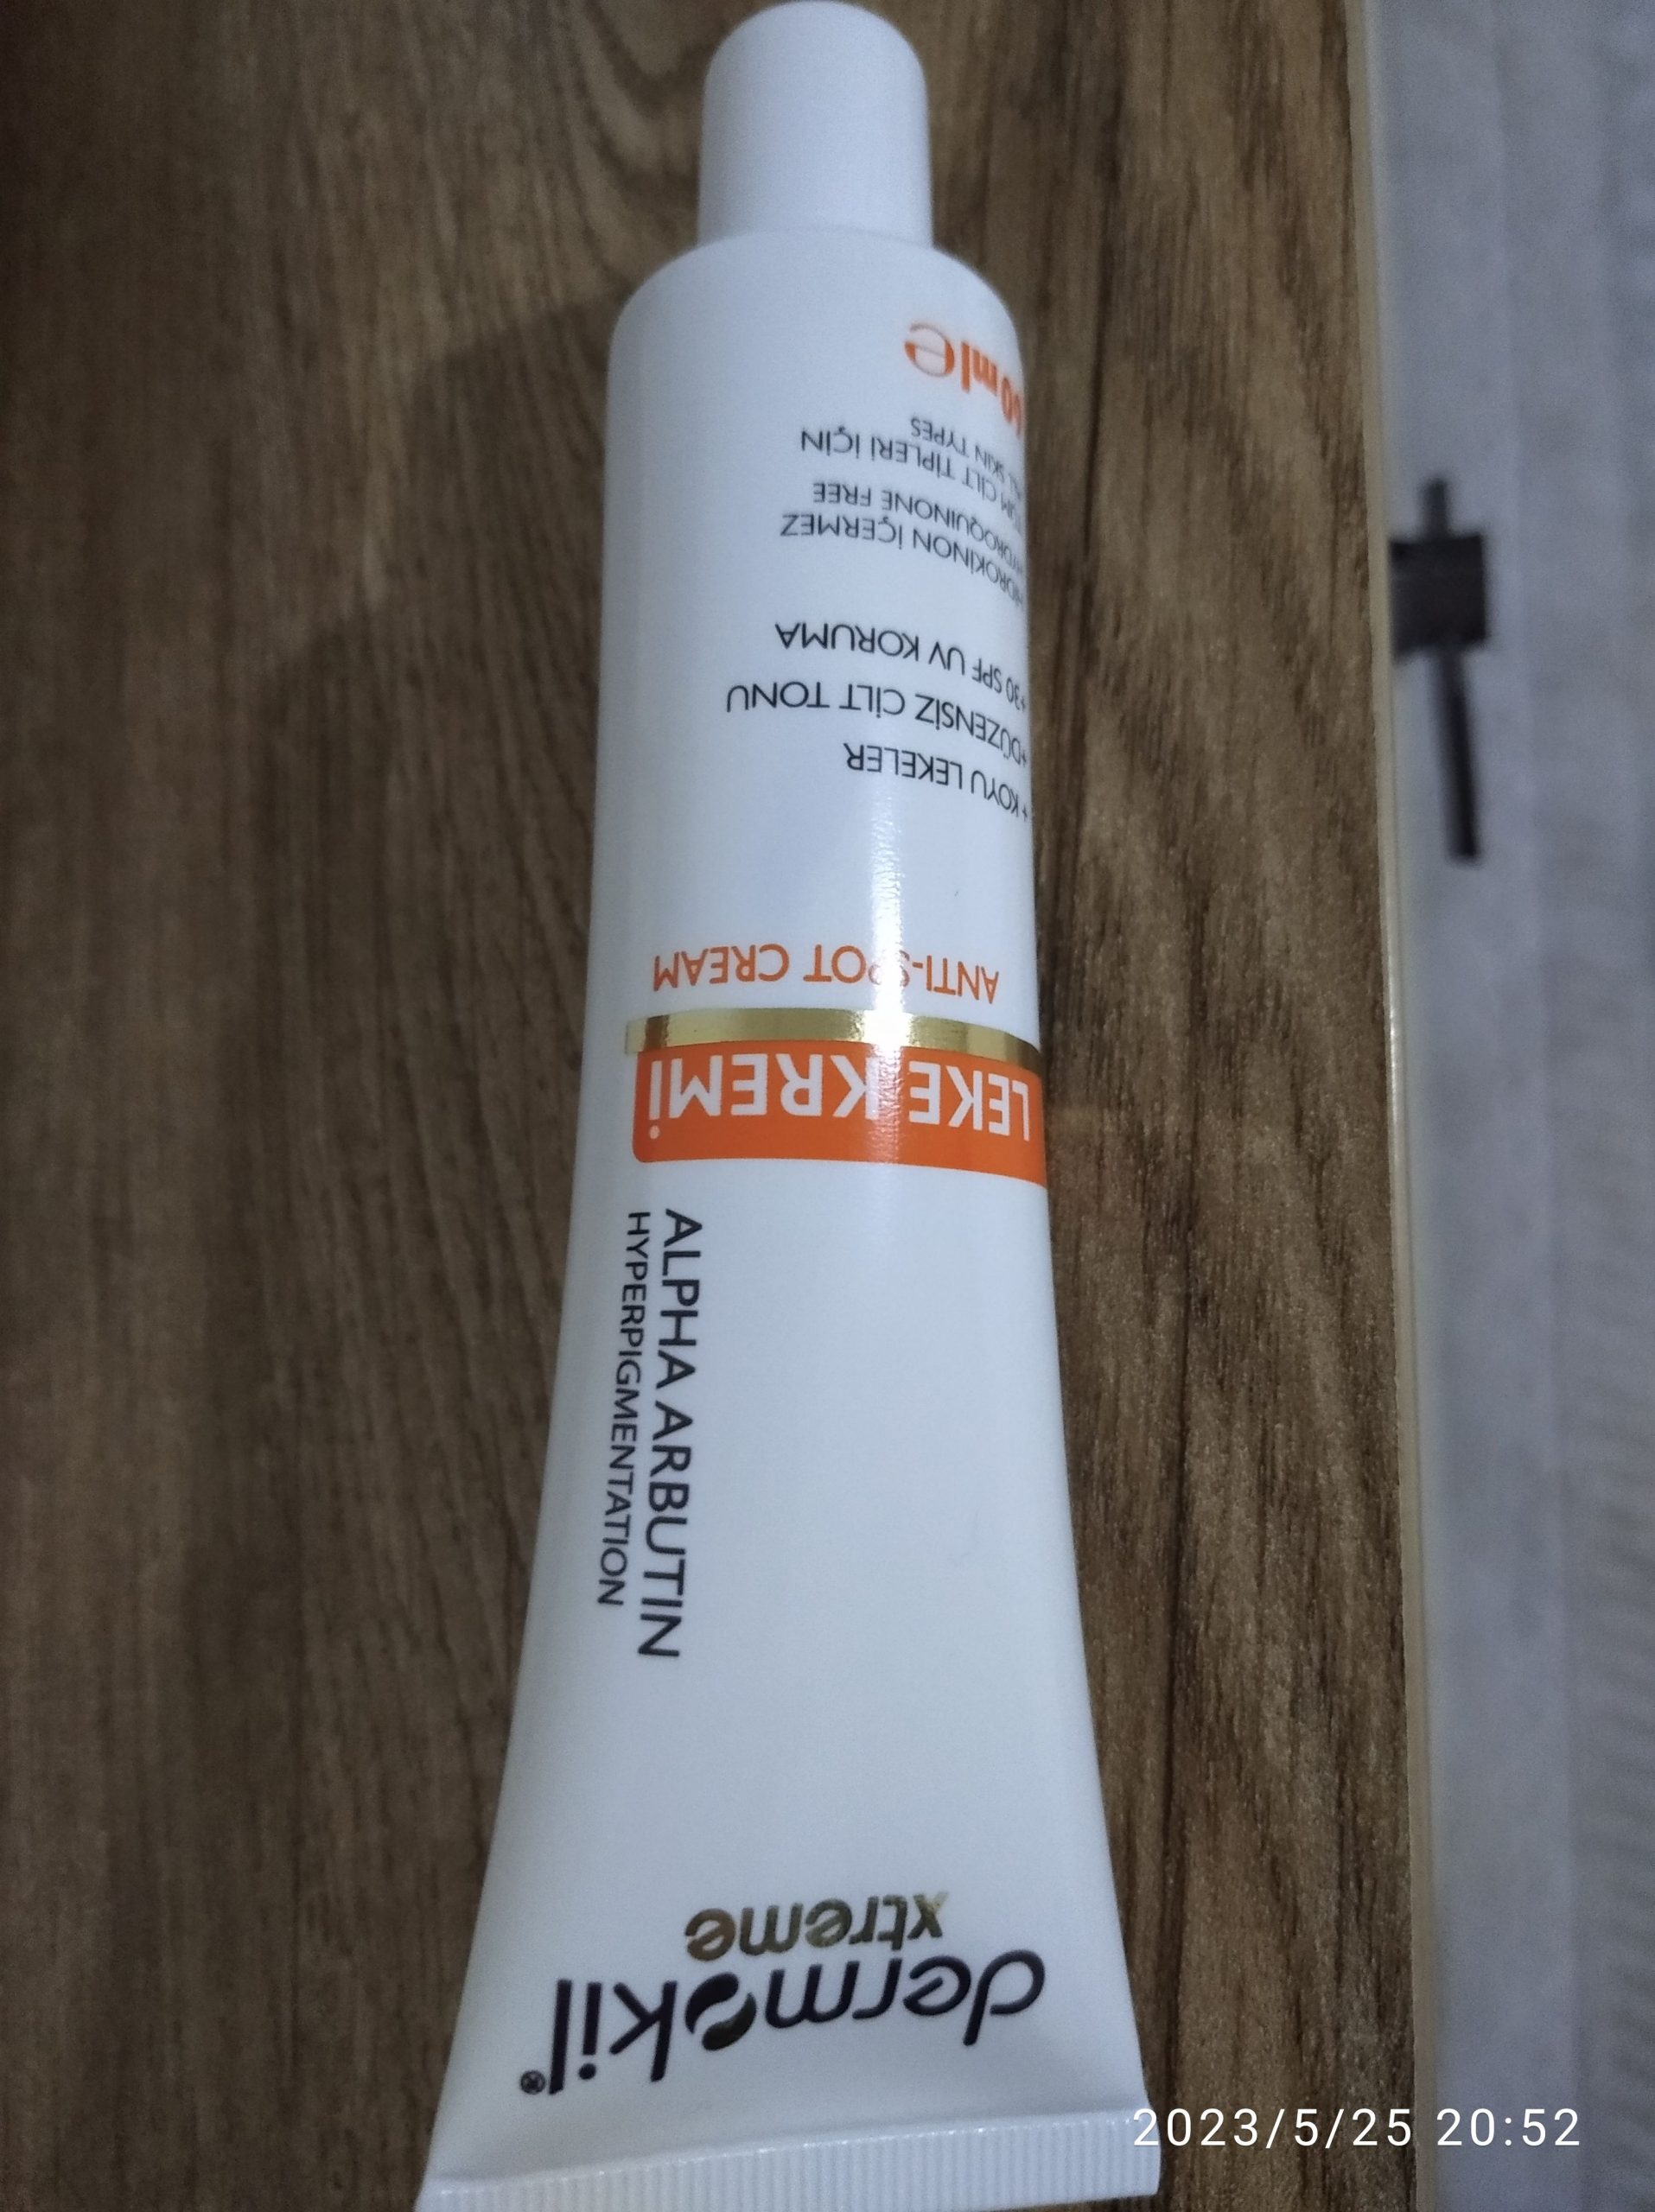 dermokil®
xtreme
ALPHA ARBUTIN
HYPERPIGMENTATION
LEKE KREMİ
ANTI-SPOT CREAM
+ KOYU LEKELER
+DÜZENSİZ CİLT TONU
+30 SPF UV KORUMA
HİDROKİNON İÇERMEZ
HYDROQUINONE FREE
TÜM CİLT TİPLERİ İÇİN
ALL SKIN TYPES
ml e
2023/5/25 20:52